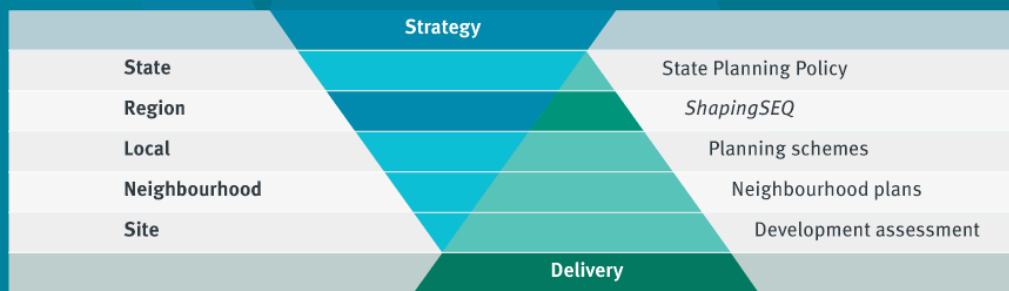 Strategy
State State Planning Policy
Region ShapingSEQ
Local Planning schemes
Neighbourhood Neighbourhood plans
Site Development assessment
Delivery